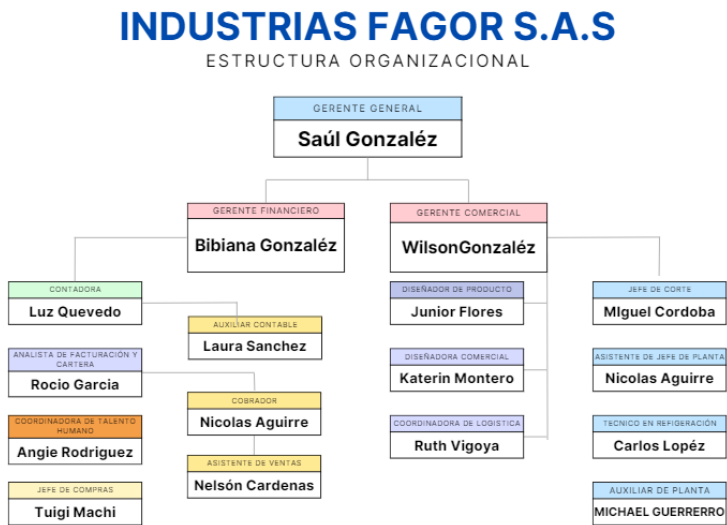 INDUSTRIAS FAGOR S.A.S
ESTRUCTURA ORGANIZACIONAL
GERENTE GENERAL
Saúl Gonzaléz
GERENTE FINANCIERO
Bibiana Gonzaléz
GERENTE COMERCIAL
WilsonGonzaléz
CONTADORA
Luz Quevedo
AUXILIAR CONTABLE
Laura Sanchez
ANALISTA DE FACTURACIÓN Y
CARTERA
Rocio Garcia
COBRADOR
Nicolas Aguirre
COORDINADORA DE TALENTO
HUMANO
Angie Rodriguez
ASISTENTE DE VENTAS
Nelsón Cardenas
JEFE DE COMPRAS
Tuigi Machi
DISEÑADOR DE PRODUCTO
Junior Flores
DISEÑADORA COMERCIAL
Katerin Montero
COORDINADORA DE LOGISTICA
Ruth Vigoya
JEFE DE CORTE
MIguel Cordoba
ASISTENTE DE JEFE DE PLANTA
Nicolas Aguirre
TECNICO EN REFIGERACIÓN
Carlos Lopéz
AUXILIAR DE PLANTA
MICHAEL GUERRERRO